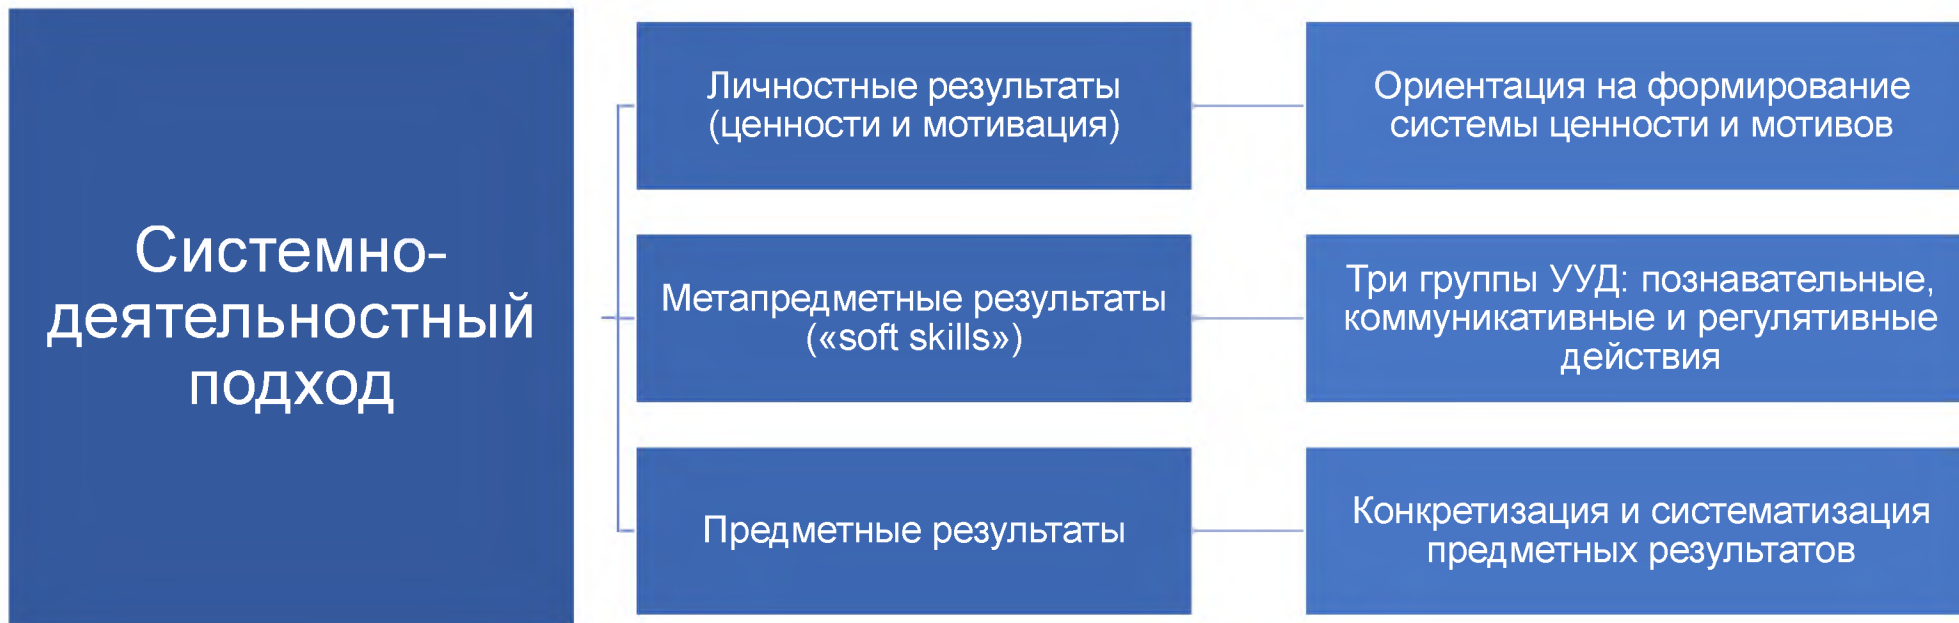 Системно-
деятельностный
подход
Личностные результаты
(ценности и мотивация)
Ориентация на формирование
системы ценности и мотивов
Метапредметные результаты
(«soft skills»)
Три группы УУД: познавательные,
коммуникативные и регулятивные
действия
Предметные результаты
Конкретизация и систематизация
предметных результатов